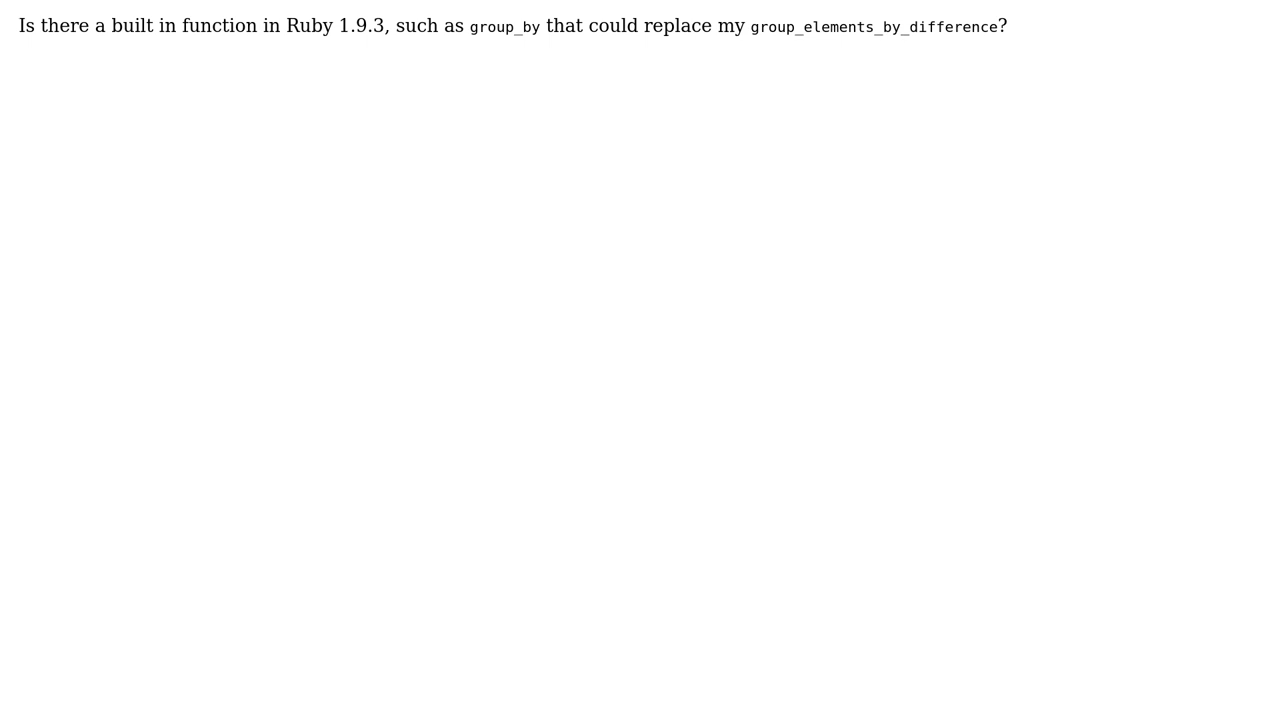 Is there a built in function in Ruby 1.9.3, such as group_by that could replace my group_elements_by_difference?